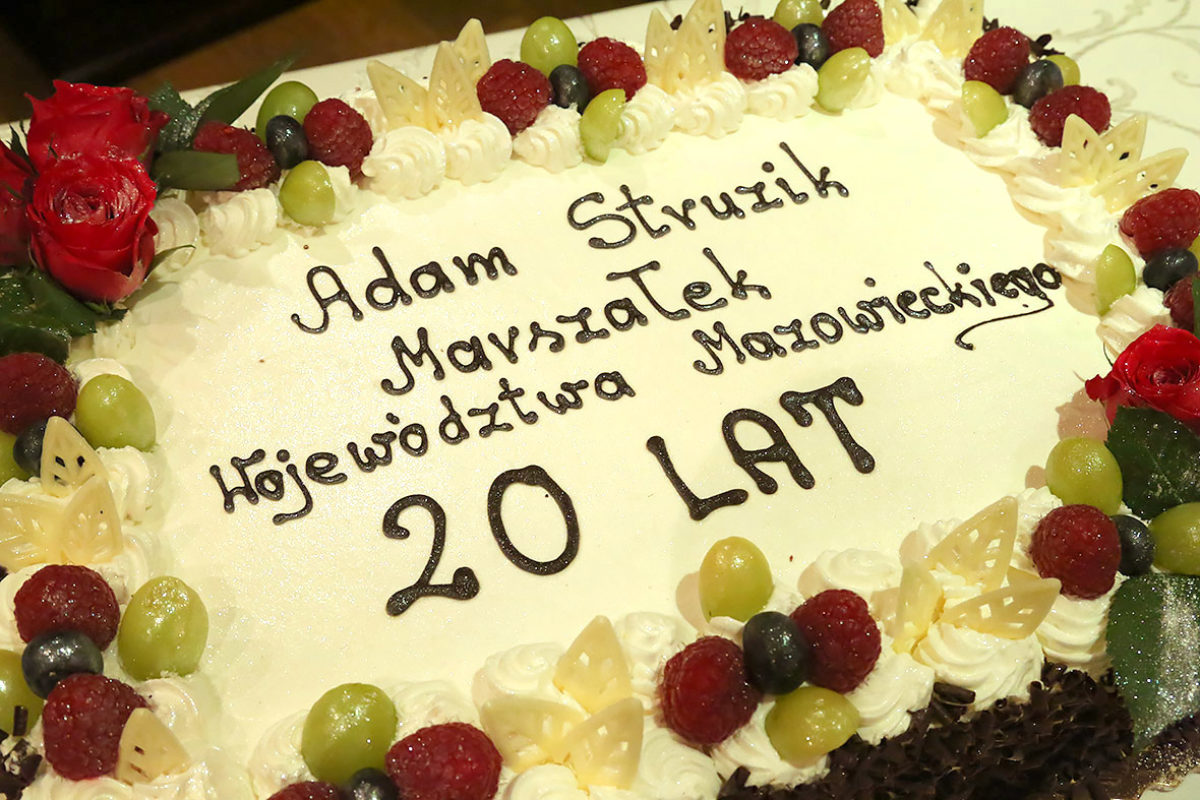 Adam Struzik
Marszałek
Województwa Mazowieckiego
20 LAT